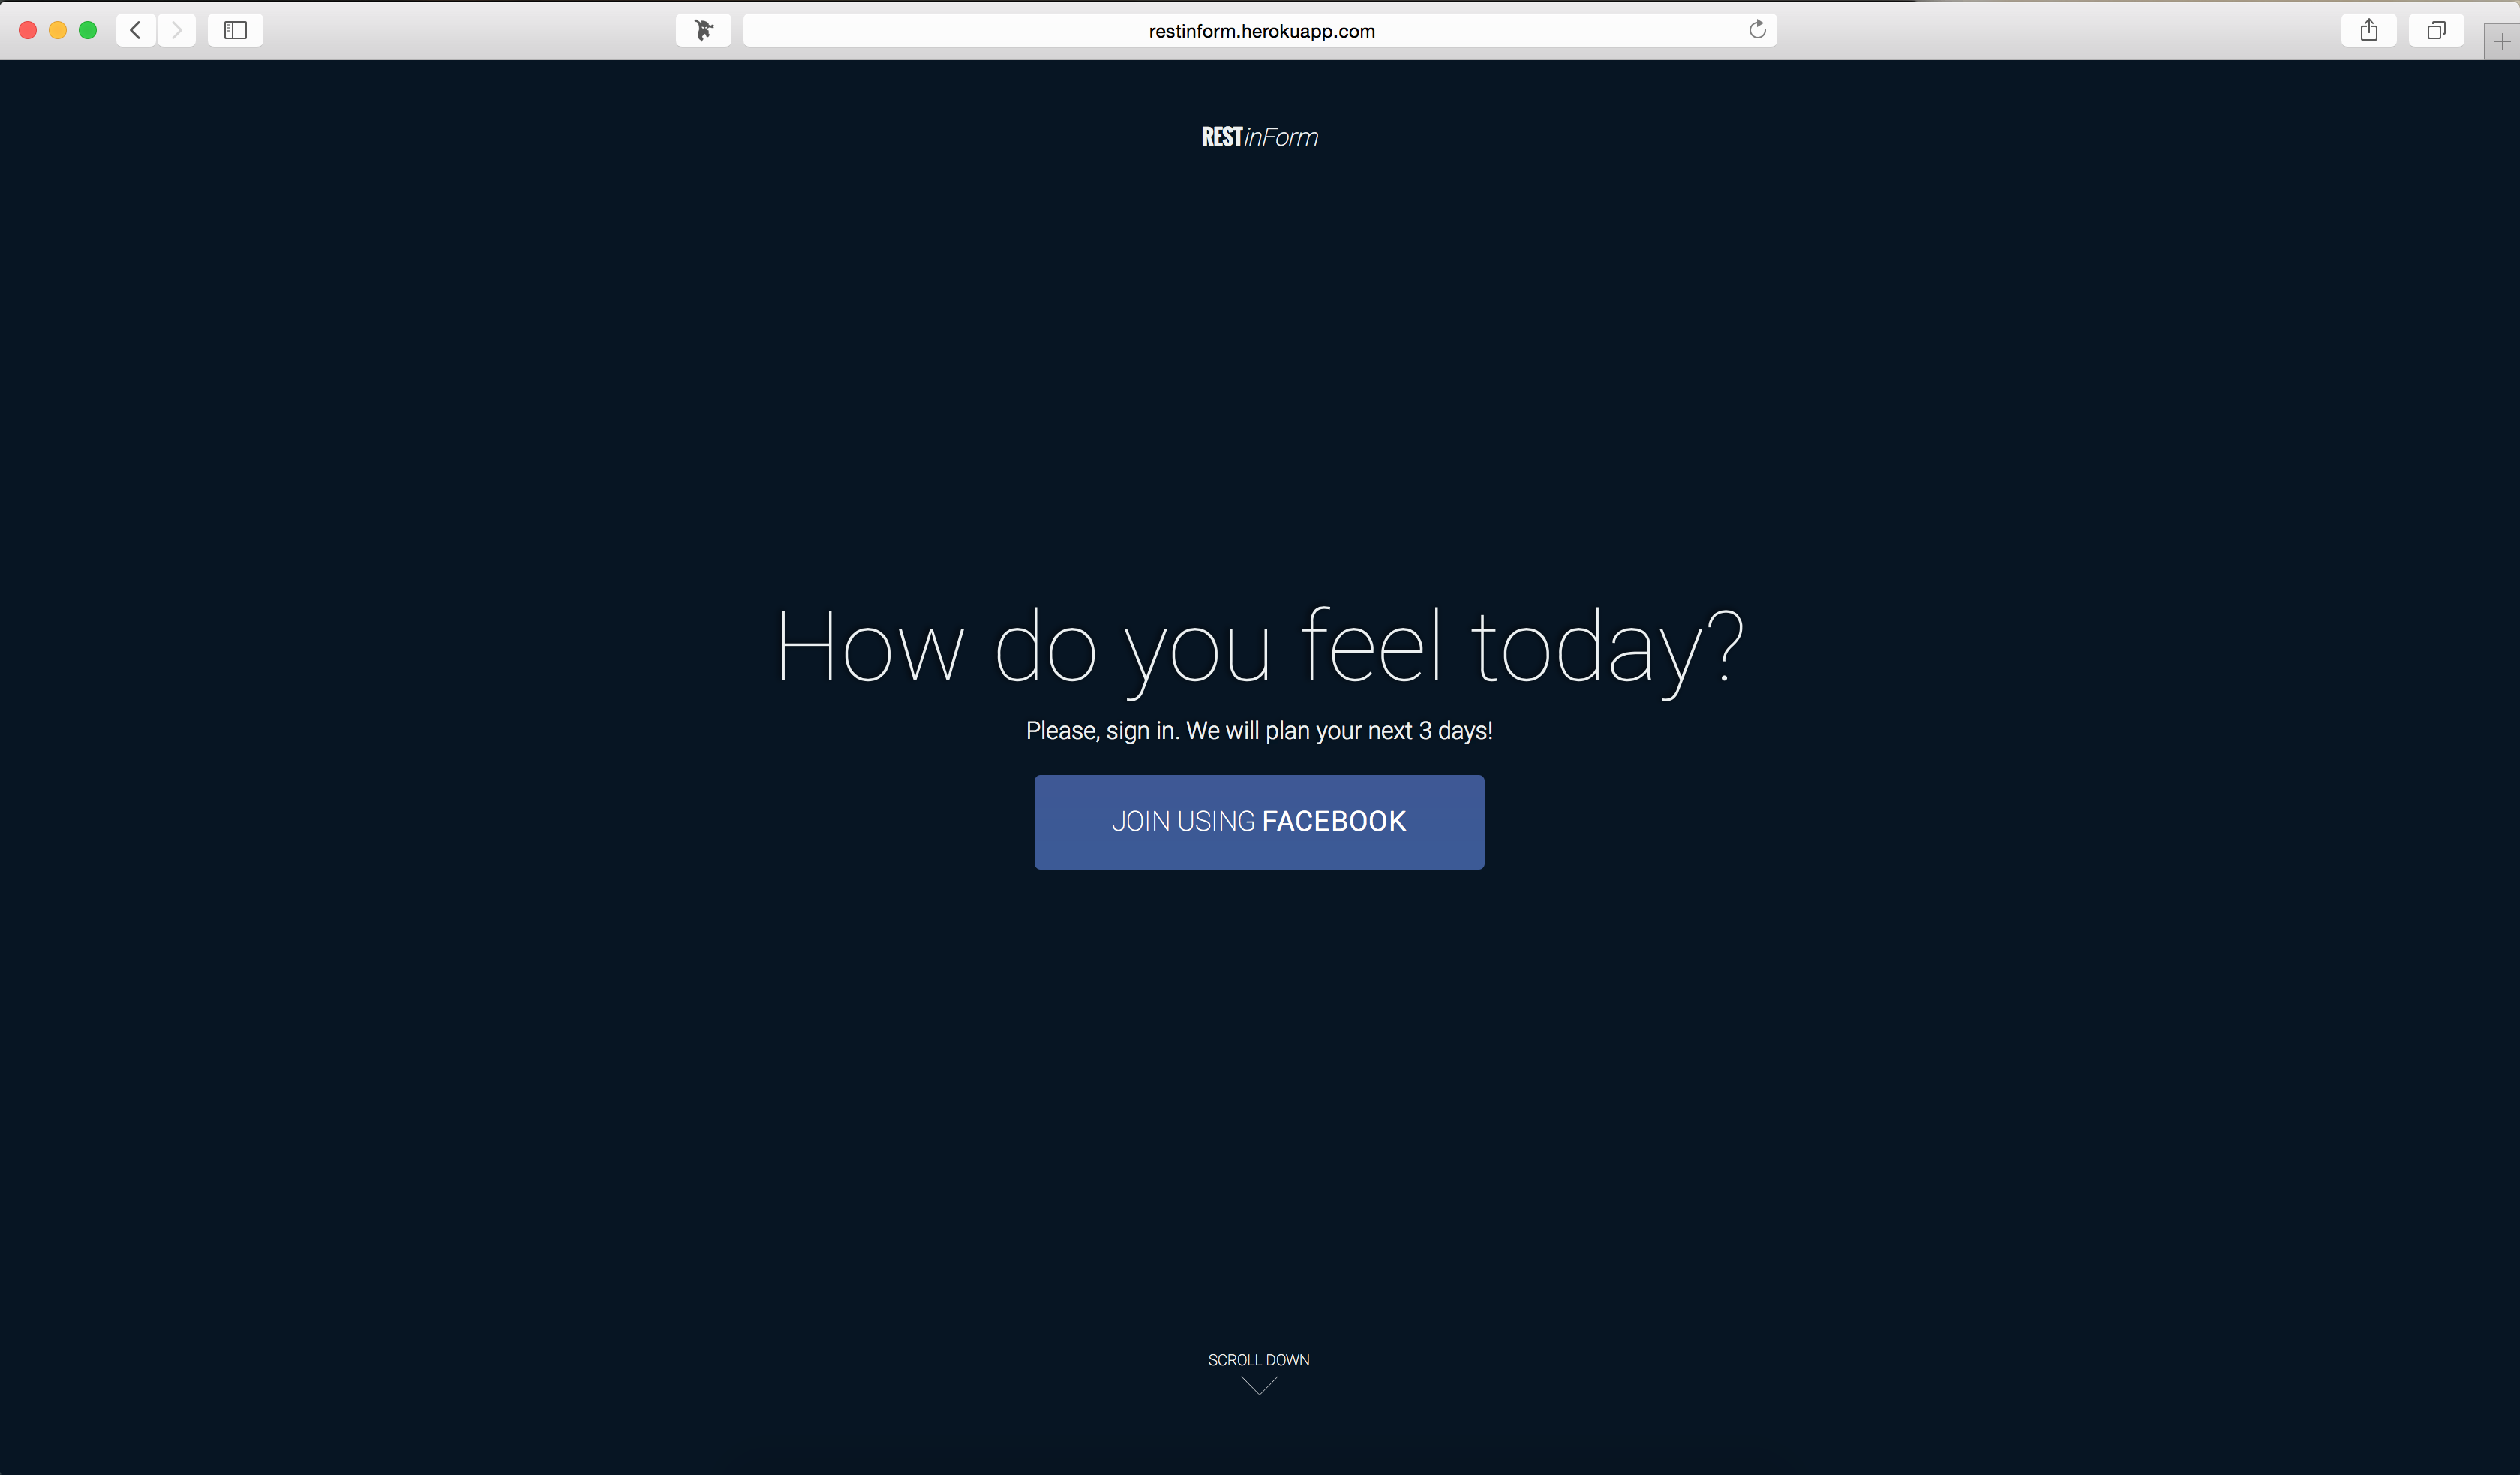 restinform.herokuapp.com
RESTinForm
How do you feel today?
Please, sign in. We will plan your next 3 days!
JOIN USING FACEBOOK
SCROLL DOWN